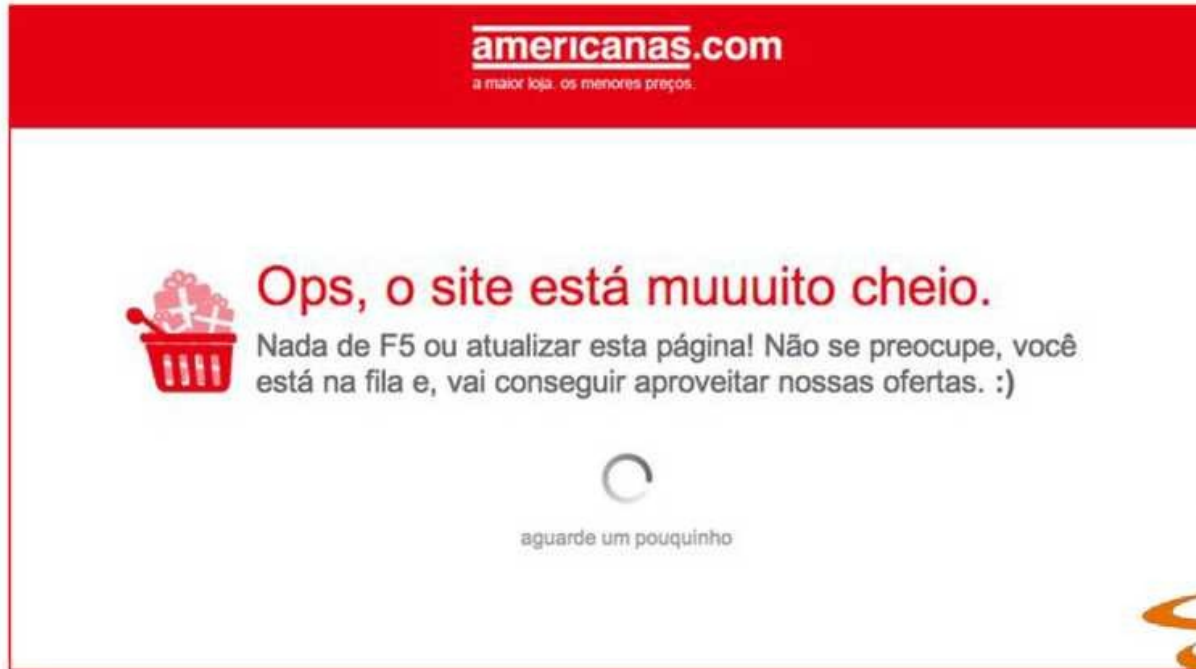 americanas.com
a maior loja. os menores preços.
Ops, o site está muuuito cheio.
Nada de F5 ou atualizar esta página! Não se preocupe, você
está na fila e, vai conseguir aproveitar nossas ofertas. :)
aguarde um pouquinho